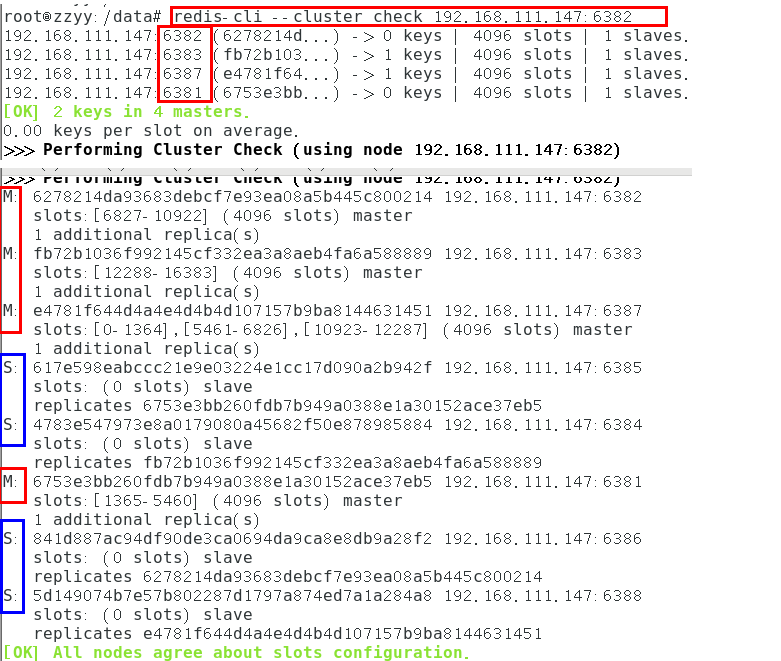 root@zzyy:/data# redis-cli --cluster check 192.168.111.147:6382
192.168.111.147:6382 (6278214d...) -> 0 keys | 4096 slots | 1 slaves.
192.168.111.147:6383 (fb72b103...) -> 1 keys | 4096 slots | 1 slaves.
192.168.111.147:6387 (e4781f64...) -> 1 keys | 4096 slots | 1 slaves.
192.168.111.147:6381 (6753e3bb...) -> 0 keys | 4096 slots | 1 slaves.
[OK] 2 keys in 4 masters.
0.00 keys per slot on average.
>>> Performing Cluster Check (using node 192.168.111.147:6382)
>>> Performing Cluster Check (using node 192.168.111.147:6382)
M: 6278214da93683debcf7e93ea08a5b445c800214 192.168.111.147:6382
slots:[6827-10922] (4096 slots) master
1 additional replica(s)
M: fb72b1036f992145cf332ea3a8aeb4fa6a588889 192.168.111.147:6383
slots:[12288-16383] (4096 slots) master
1 additional replica(s)
M: e4781f644d4a4e4d4b4d107157b9ba8144631451 192.168.111.147:6387
slots:[0-1364],[5461-6826],[10923-12287] (4096 slots) master
1 additional replica(s)
S: 617e598eabccc21e9e03224e1cc17d090a2b942f 192.168.111.147:6385
slots: (0 slots) slave
replicates 6753e3bb260fdb7b949a0388e1a30152ace37eb5
S: 4783e547973e8a0179080a45682f50e878985884 192.168.111.147:6384
slots: (0 slots) slave
replicates fb72b1036f992145cf332ea3a8aeb4fa6a588889
M: 6753e3bb260fdb7b949a0388e1a30152ace37eb5 192.168.111.147:6381
slots:[1365-5460] (4096 slots) master
1 additional replica(s)
S: 841d887ac94df90de3ca0694da9ca8e8db9a28f2 192.168.111.147:6386
slots: (0 slots) slave
replicates 6278214da93683debcf7e93ea08a5b445c800214
S: 5d149074b7e57b802287d1797a874ed7a1a284a8 192.168.111.147:6388
slots: (0 slots) slave
replicates e4781f644d4a4e4d4b4d107157b9ba8144631451
[OK] All nodes agree about slots configuration.